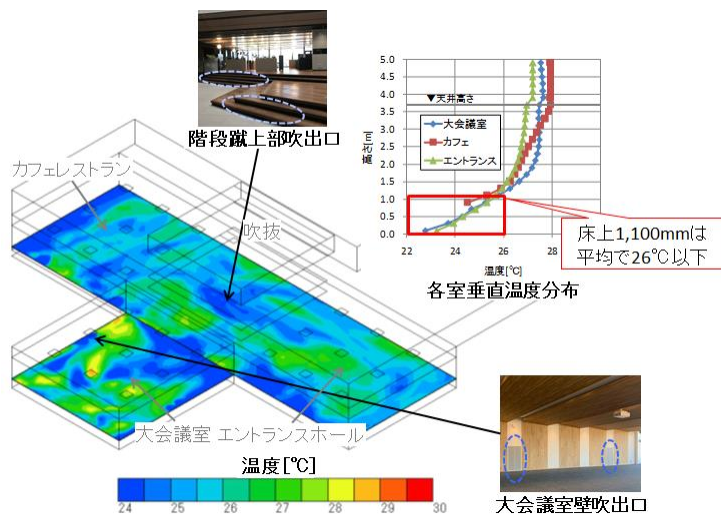 階段蹴上部吹出口
カフェレストラン
吹抜
大会議室 エントランスホール
温度[℃]
24 25 26 27 28 29 30
高さ[m]
5.0
4.5
4.0
3.5
3.0
2.5
2.0
1.5
1.0
0.5
0.0
▼天井高さ
大会議室
カフェ
エントランス
22 24 26 28
温度[℃]
各室垂直温度分布
床上1,100mmは
平均で26℃以下
大会議室壁吹出口